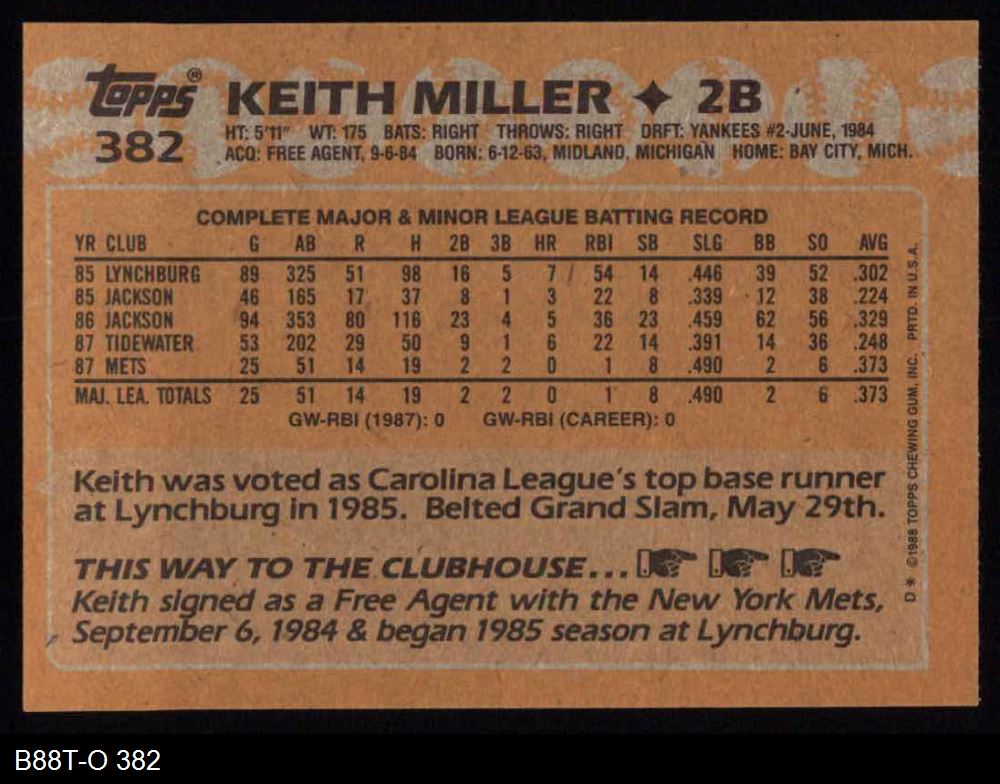 topps® KEITH MILLER ✦ 2B
382 HT: 5'11" WT: 175 BATS: RIGHT THROWS: RIGHT DRFT: YANKEES #2-JUNE, 1984
ACQ: FREE AGENT, 9-6-84 BORN: 6-12-63, MIDLAND, MICHIGAN HOME: BAY CITY, MICH.
COMPLETE MAJOR & MINOR LEAGUE BATTING RECORD
YR CLUB G AB R H 2B 3B HR RBI SB SLG BB SO AVG
85 LYNCHBURG 89 325 51 98 16 5 7 54 14 .446 39 52 .302
85 JACKSON 46 165 17 37 8 1 3 22 8 .339 12 38 .224
86 JACKSON 94 353 80 116 23 4 5 36 23 .459 62 56 .329
87 TIDEWATER 53 202 29 50 9 1 6 22 14 .391 14 36 .248
87 METS 25 51 14 19 2 2 0 1 8 .490 2 6 .373
MAJ. LEA. TOTALS 25 51 14 19 2 2 0 1 8 .490 2 6 .373
GW-RBI (1987): 0 GW-RBI (CAREER): 0
Keith was voted as Carolina League's top base runner
at Lynchburg in 1985. Belted Grand Slam, May 29th.
THIS WAY TO THE CLUBHOUSE...
Keith signed as a Free Agent with the New York Mets,
September 6, 1984 & began 1985 season at Lynchburg.
D* ©1988 TOPPS CHEWING GUM, INC. PRTD. IN U.S.A.
B88T-O 382